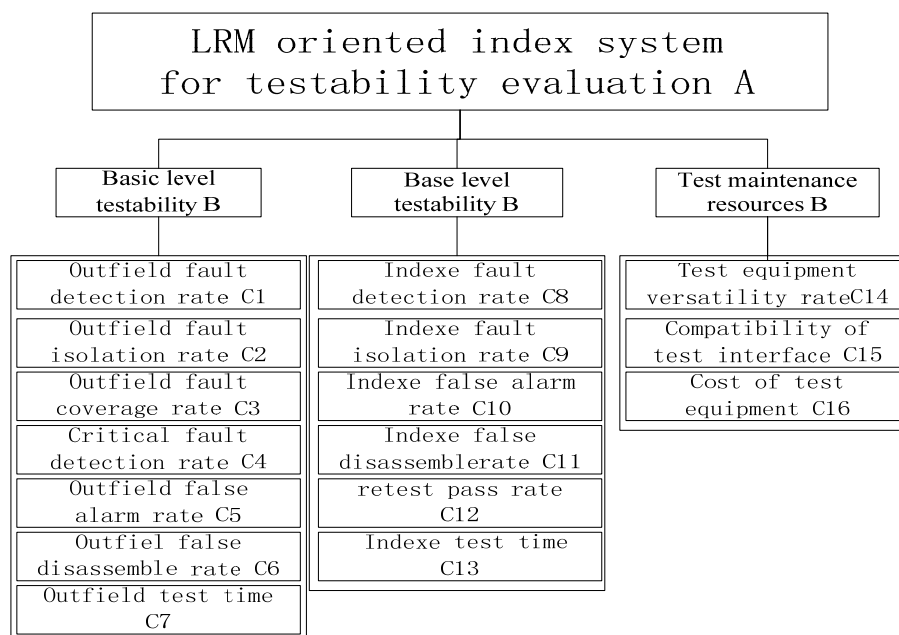 LRM oriented index system
for testability evaluation A
Basic level
testability B
Base level
testability B
Test maintenance
resources B
Outfield fault
detection rate C1
Outfield fault
isolation rate C2
Outfield fault
coverage rate C3
Critical fault
detection rate C4
Outfield false
alarm rate C5
Outfiel false
disassemble rate C6
Outfield test time
C7
Indexe fault
detection rate C8
Indexe fault
isolation rate C9
Indexe false alarm
rate C10
Indexe false
disassemblerate C11
retest pass rate
C12
Indexe test time
C13
Test equipment
versatility rateC14
Compatibility of
test interface C15
Cost of test
equipment C16